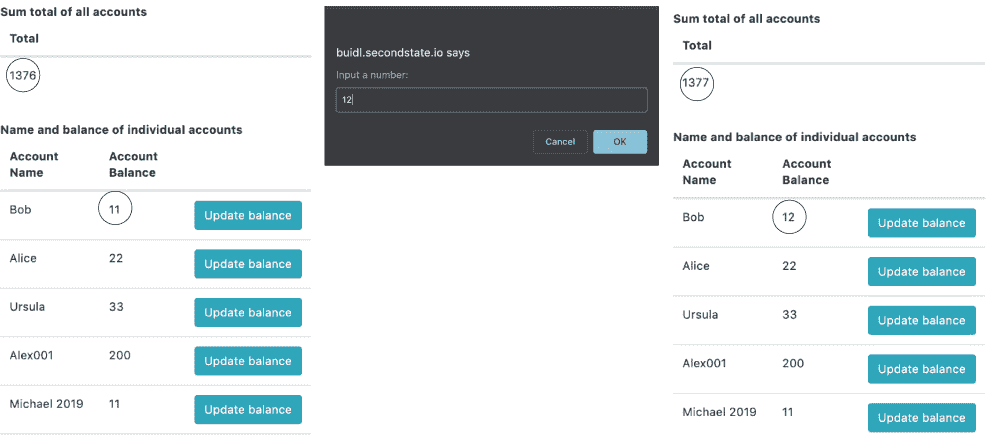 Sum total of all accounts
Total
1376
Name and balance of individual accounts
Account Account
Name Balance
Bob 11 Update balance
Alice 22 Update balance
Ursula 33 Update balance
Alex001 200 Update balance
Michael 2019 11 Update balance
buidl.secondstate.io says
Input a number:
12
Cancel OK
Sum total of all accounts
Total
1377
Name and balance of individual accounts
Account Account
Name Balance
Bob 12 Update balance
Alice 22 Update balance
Ursula 33 Update balance
Alex001 200 Update balance
Michael 2019 11 Update balance